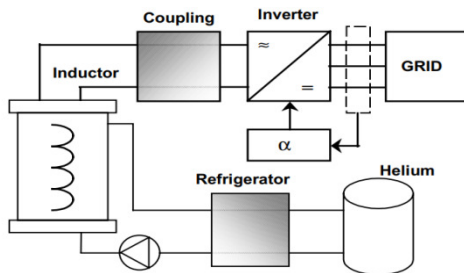 Coupling
Inverter
Inductor
≈
=
GRID
α
Refrigerator
Helium